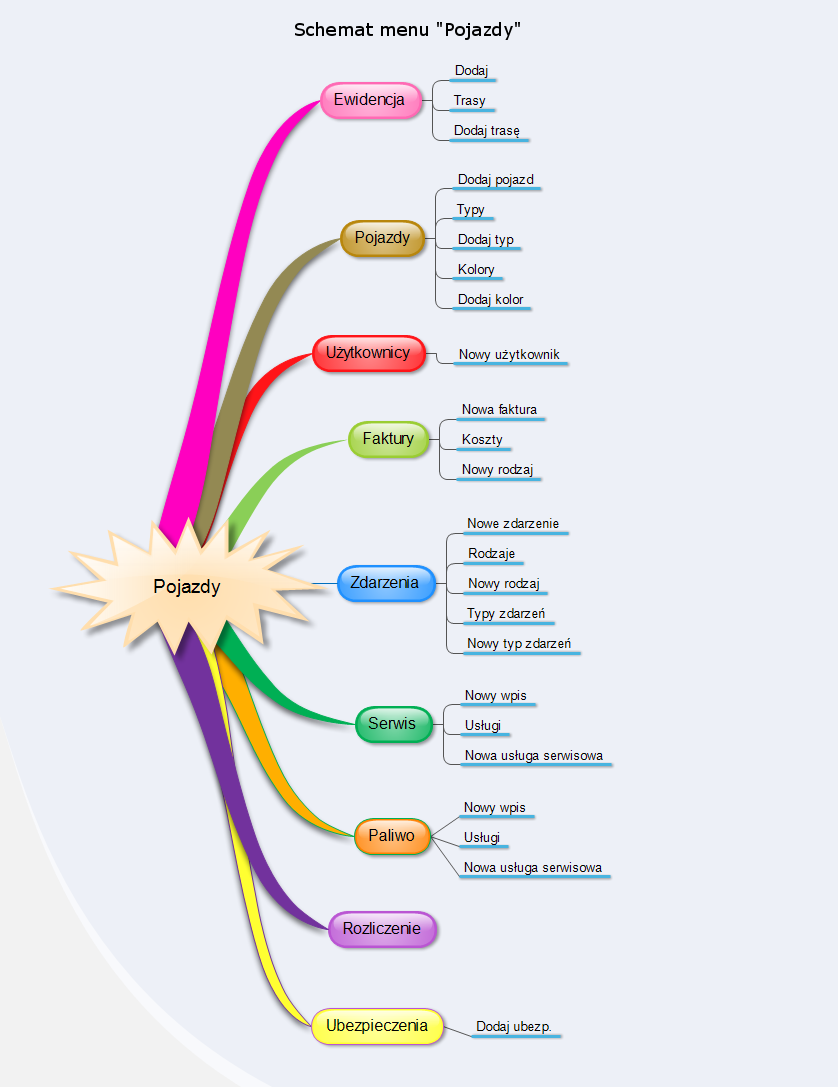 Schemat menu "Pojazdy"
Ewidencja
Dodaj
Trasy
Dodaj trasę
Pojazdy
Dodaj pojazd
Typy
Dodaj typ
Kolory
Dodaj kolor
Użytkownicy
Nowy użytkownik
Faktury
Nowa faktura
Koszty
Nowy rodzaj
Pojazdy
Zdarzenia
Nowe zdarzenie
Rodzaje
Nowy rodzaj
Typy zdarzeń
Nowy typ zdarzeń
Serwis
Nowy wpis
Usługi
Nowa usługa serwisowa
Paliwo
Nowy wpis
Usługi
Nowa usługa serwisowa
Rozliczenie
Ubezpieczenia
Dodaj ubezp.